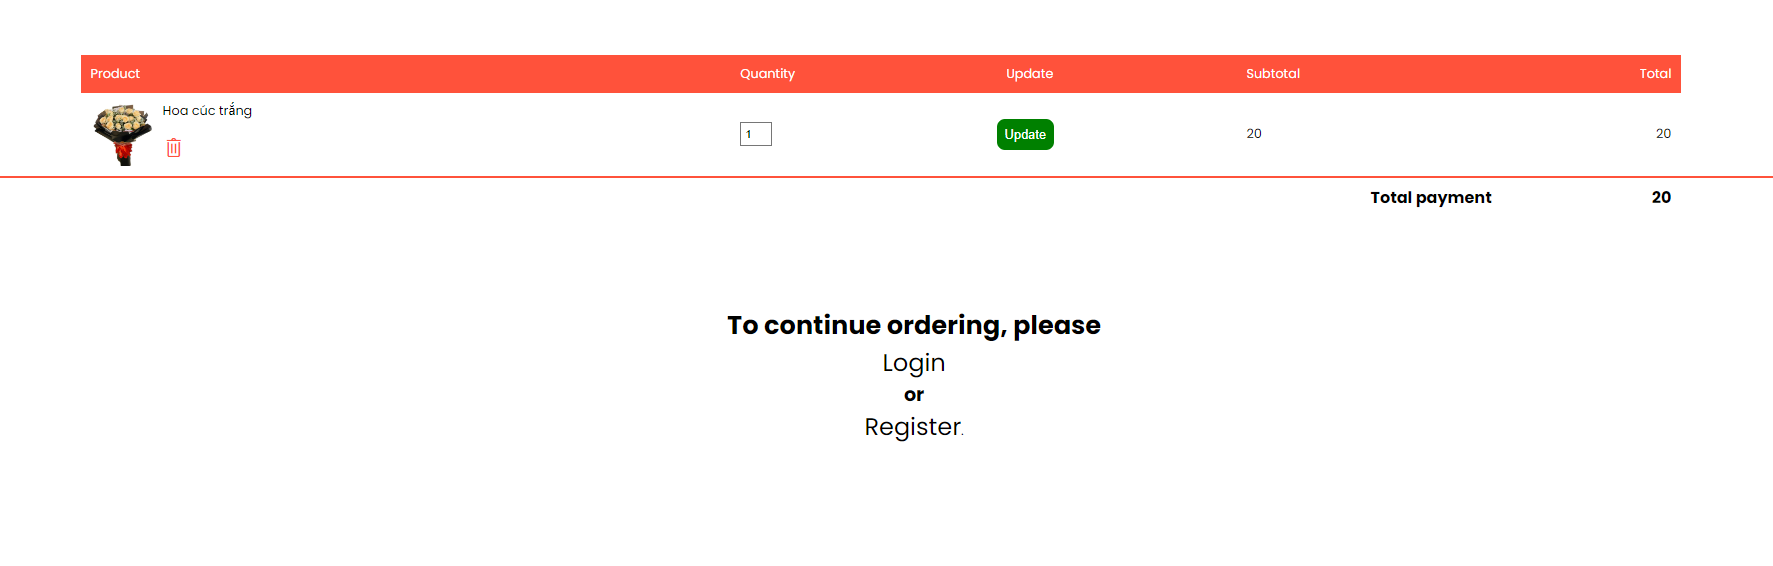 Product Quantity Update Subtotal Total
Hoa cúc trắng
1 Update 20 20
Total payment 20
To continue ordering, please
Login
or
Register.